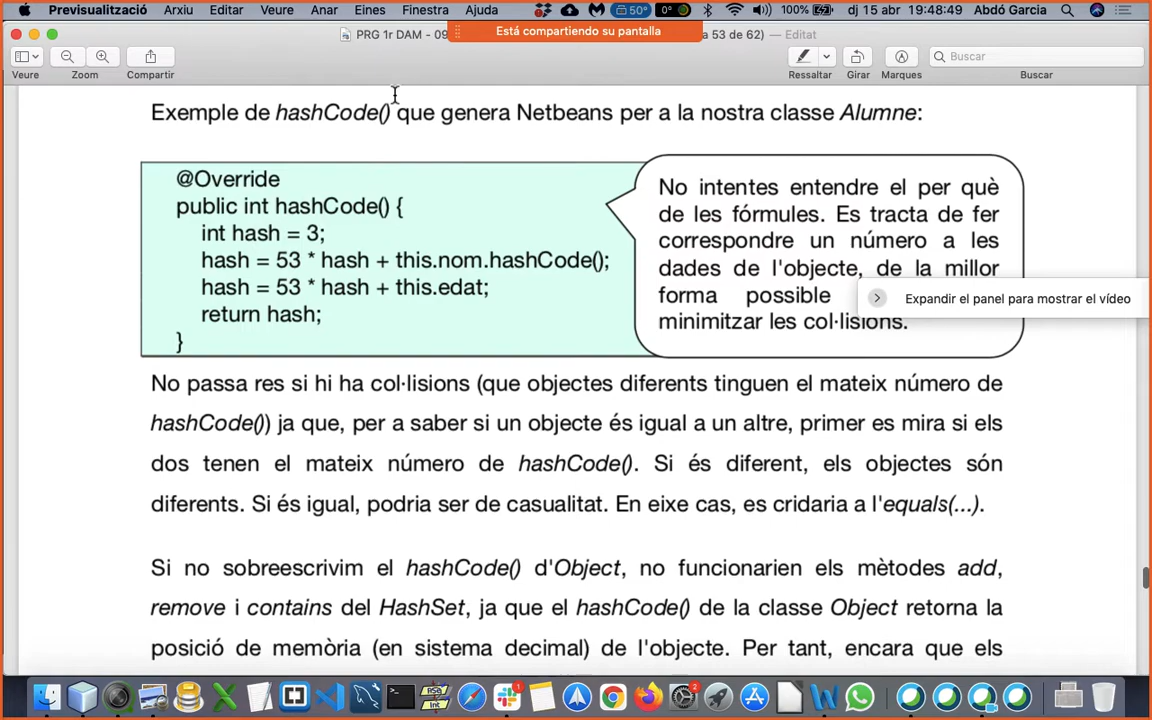 Previsualització Arxiu Editar Veure Anar Eines Finestra Ajuda 50° 0° 100% dj 15 abr 19:48:49 Abdó Garcia
Está compartiendo su pantalla
PRG 1r DAM - 09 a 53 de 62) — Editat
Buscar
Veure Zoom Compartir Ressaltar Girar Marques Buscar
Exemple de hashCode() que genera Netbeans per a la nostra classe Alumne:
@Override
public int hashCode() {
int hash = 3;
hash = 53 * hash + this.nom.hashCode();
hash = 53 * hash + this.edat;
return hash;
}
No intentes entendre el per què
de les fórmules. Es tracta de fer
correspondre un número a les
dades de l'objecte, de la millor
forma possible
minimitzar les col·lisions.
Expandir el panel para mostrar el vídeo
No passa res si hi ha col·lisions (que objectes diferents tinguen el mateix número de
hashCode()) ja que, per a saber si un objecte és igual a un altre, primer es mira si els
dos tenen el mateix número de hashCode(). Si és diferent, els objectes són
diferents. Si és igual, podria ser de casualitat. En eixe cas, es cridaria a l'equals(...).
Si no sobreescrivim el hashCode() d'Object, no funcionarien els mètodes add,
remove i contains del HashSet, ja que el hashCode() de la classe Object retorna la
posició de memòria (en sistema decimal) de l'objecte. Per tant, encara que els